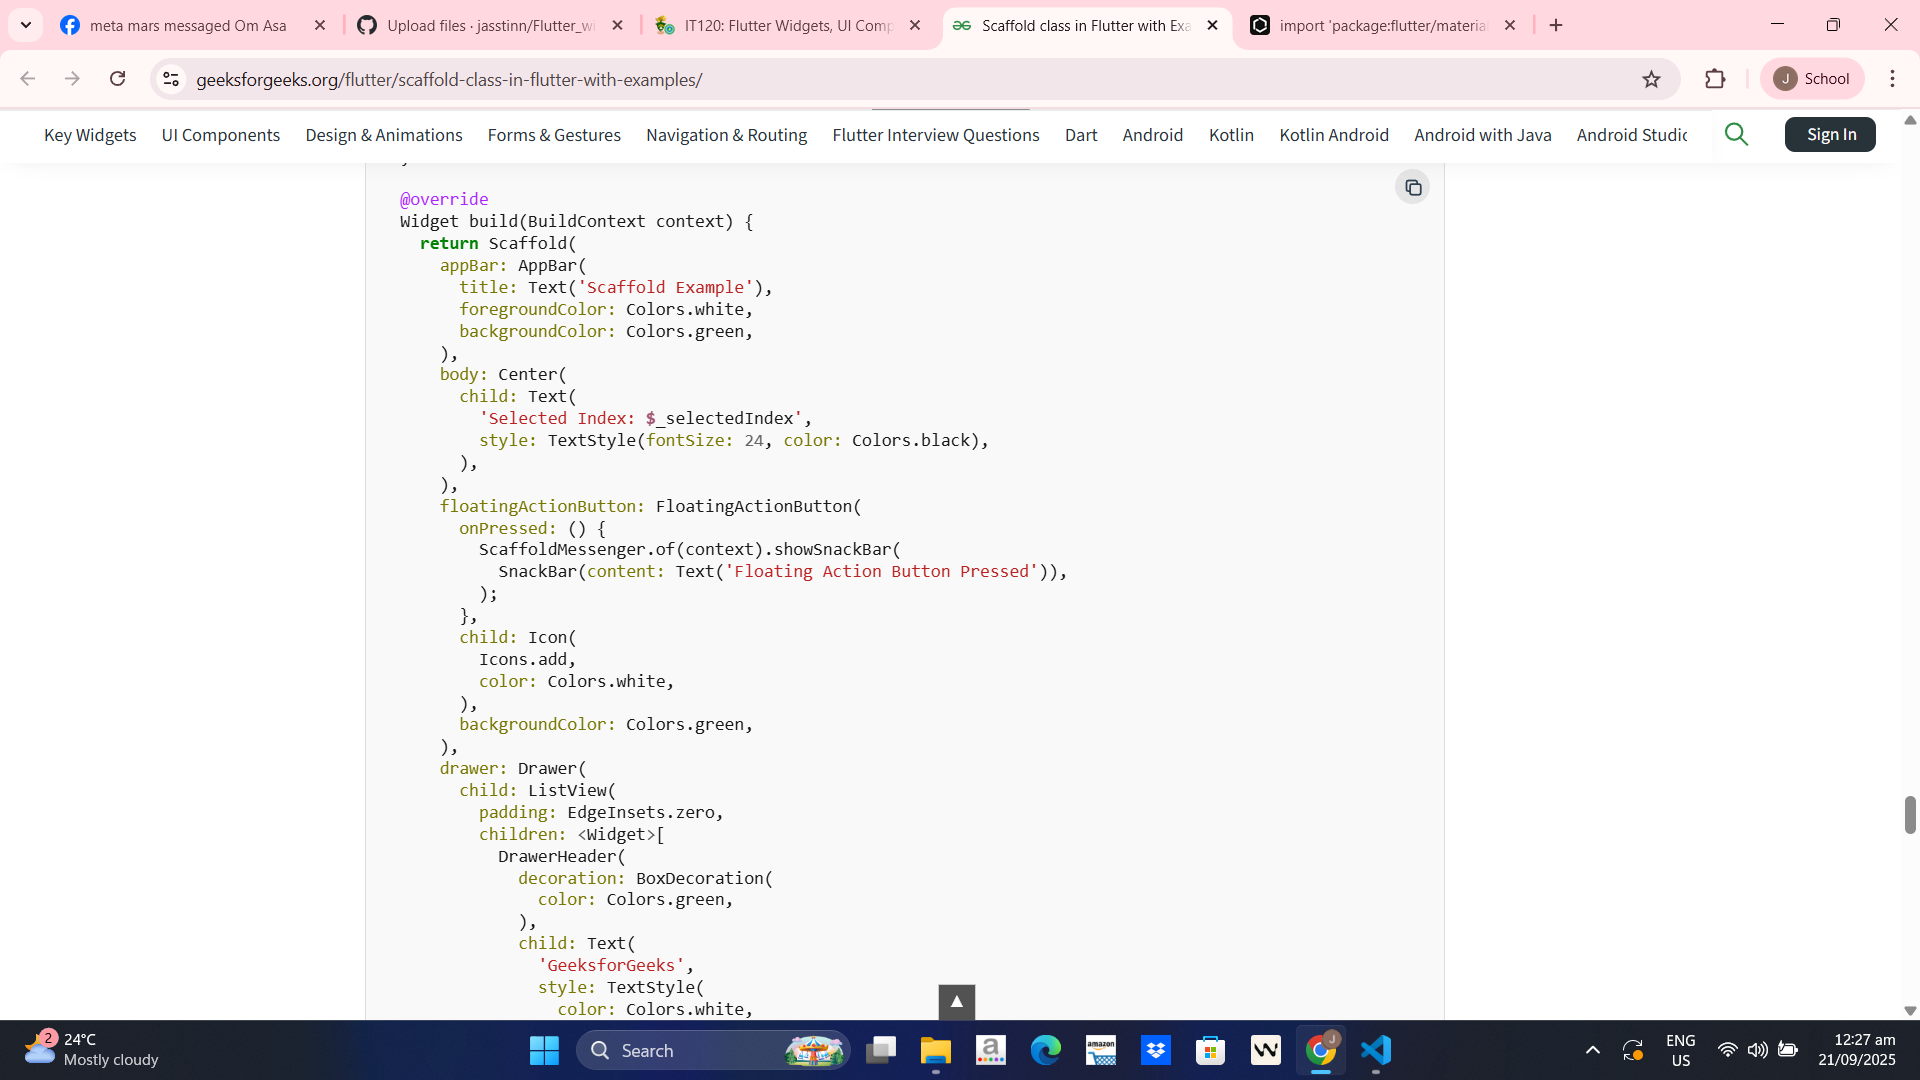 meta mars messaged Om Asa
Upload files · jasstinn/Flutter_wi
IT120: Flutter Widgets, UI Comp
Scaffold class in Flutter with Exa
import 'package:flutter/material
geeksforgeeks.org/flutter/scaffold-class-in-flutter-with-examples/
J School
Key Widgets UI Components Design & Animations Forms & Gestures Navigation & Routing Flutter Interview Questions Dart Android Kotlin Kotlin Android Android with Java Android Studio
Sign In
@override
Widget build(BuildContext context) {
return Scaffold(
appBar: AppBar(
title: Text('Scaffold Example'),
foregroundColor: Colors.white,
backgroundColor: Colors.green,
),
body: Center(
child: Text(
'Selected Index: $_selectedIndex',
style: TextStyle(fontSize: 24, color: Colors.black),
),
),
floatingActionButton: FloatingActionButton(
onPressed: () {
ScaffoldMessenger.of(context).showSnackBar(
SnackBar(content: Text('Floating Action Button Pressed')),
);
},
child: Icon(
Icons.add,
color: Colors.white,
),
backgroundColor: Colors.green,
),
drawer: Drawer(
child: ListView(
padding: EdgeInsets.zero,
children: <Widget>[
DrawerHeader(
decoration: BoxDecoration(
color: Colors.green,
),
child: Text(
'GeeksforGeeks',
style: TextStyle(
color: Colors.white,
2
24°C
Mostly cloudy
Search
a
amazon
W
J
ENG
US
12:27 am
21/09/2025